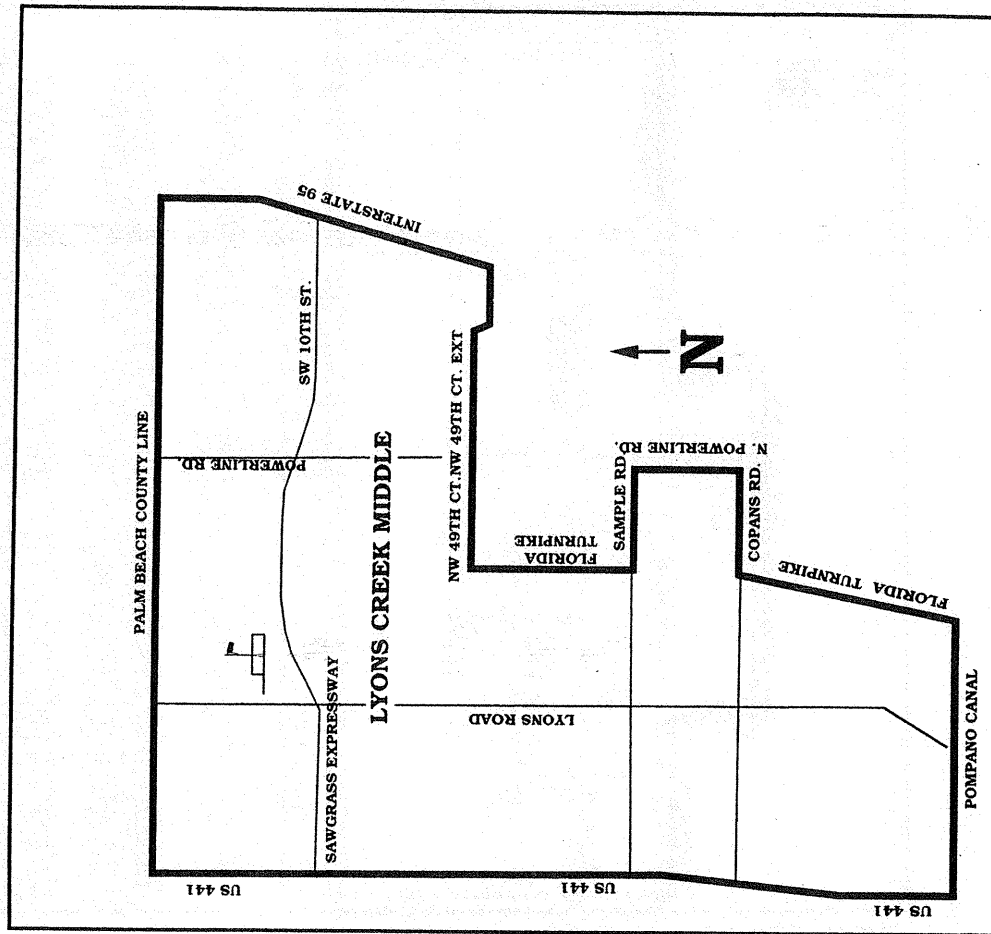 PALM BEACH COUNTY LINE
INTERSTATE 95
SW 10TH ST.
POWERLINE RD.
LYONS CREEK MIDDLE
NW 49TH CT. NW 49TH CT. EXT
N
SAWGRASS EXPRESSWAY
FLORIDA
TURNPIKE
SAMPLE RD.
N. POWERLINE RD.
COPANS RD.
FLORIDA TURNPIKE
LYONS ROAD
POMPANO CANAL
US 441
US 441
US 441